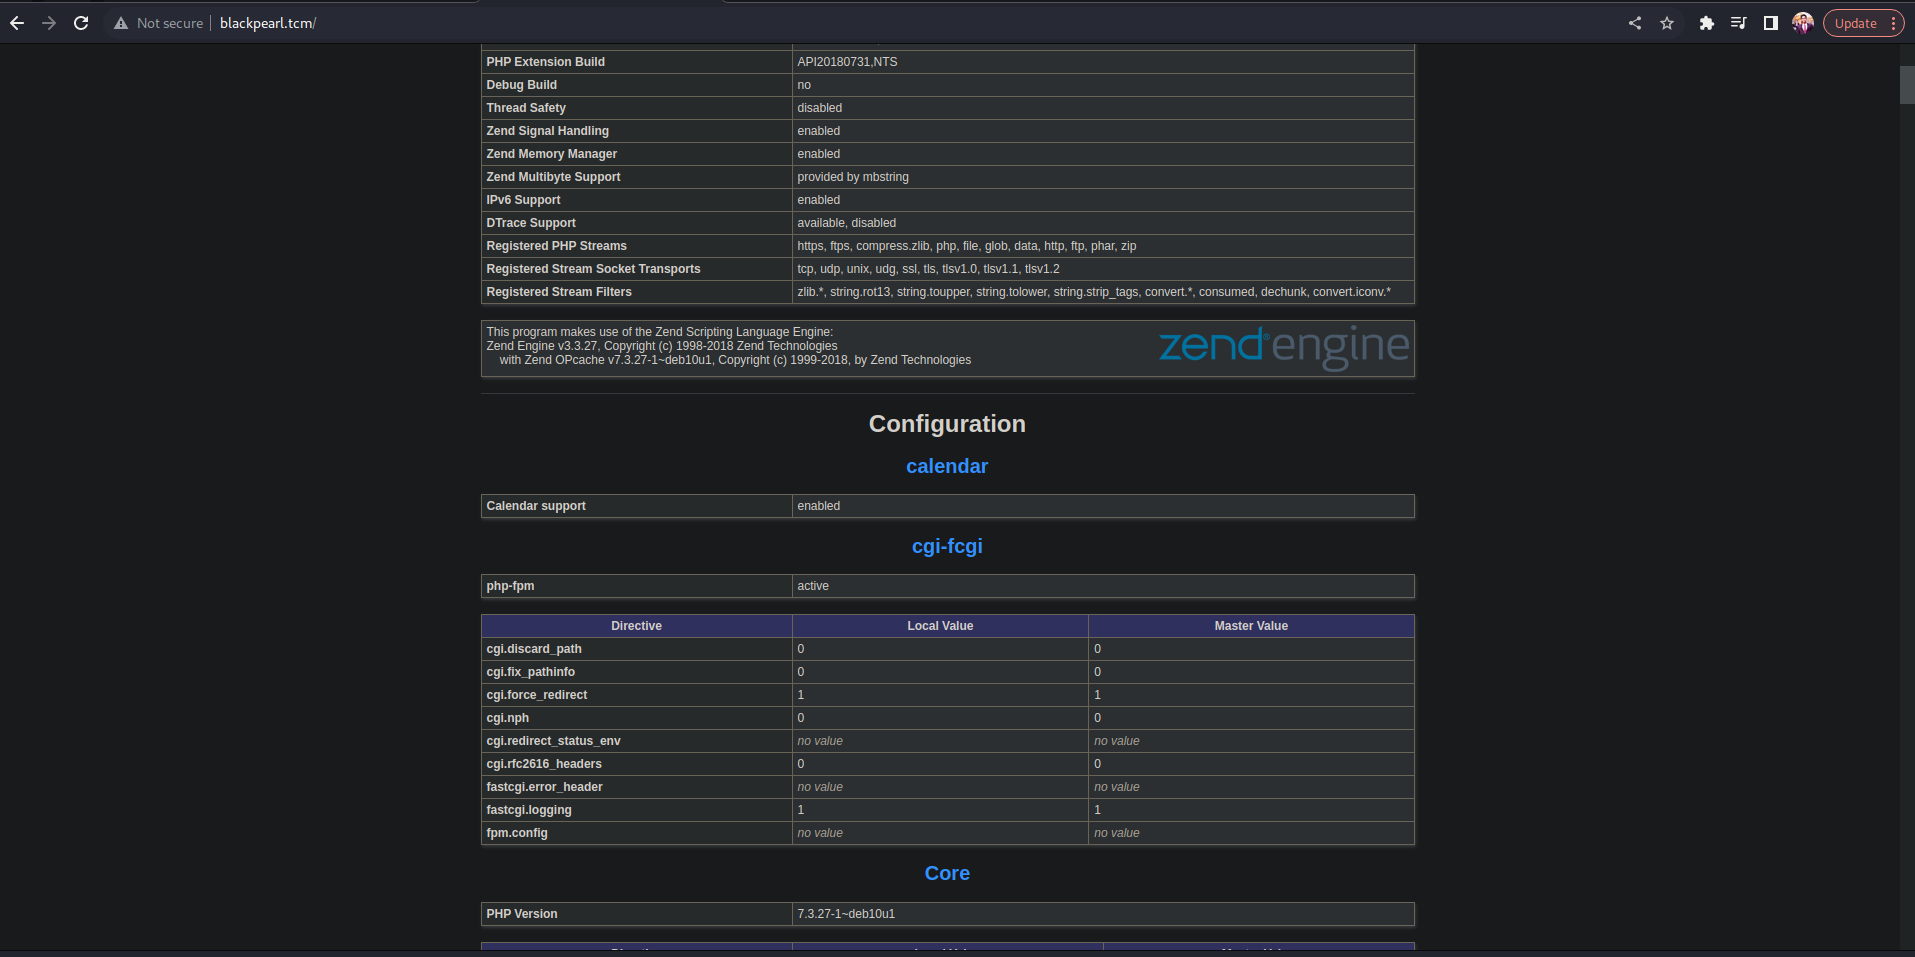 Not secure | blackpearl.tcm/ Update
PHP Extension Build API20180731,NTS
Debug Build no
Thread Safety disabled
Zend Signal Handling enabled
Zend Memory Manager enabled
Zend Multibyte Support provided by mbstring
IPv6 Support enabled
DTrace Support available, disabled
Registered PHP Streams https, ftps, compress.zlib, php, file, glob, data, http, ftp, phar, zip
Registered Stream Socket Transports tcp, udp, unix, udg, ssl, tls, tlsv1.0, tlsv1.1, tlsv1.2
Registered Stream Filters zlib.*, string.rot13, string.toupper, string.tolower, string.strip_tags, convert.*, consumed, dechunk, convert.iconv.*
This program makes use of the Zend Scripting Language Engine:
Zend Engine v3.3.27, Copyright (c) 1998-2018 Zend Technologies
with Zend OPcache v7.3.27-1~deb10u1, Copyright (c) 1999-2018, by Zend Technologies
zend® engine
Configuration
calendar
Calendar support enabled
cgi-fcgi
php-fpm active
Directive Local Value Master Value
cgi.discard_path 0 0
cgi.fix_pathinfo 0 0
cgi.force_redirect 1 1
cgi.nph 0 0
cgi.redirect_status_env no value no value
cgi.rfc2616_headers 0 0
fastcgi.error_header no value no value
fastcgi.logging 1 1
fpm.config no value no value
Core
PHP Version 7.3.27-1~deb10u1